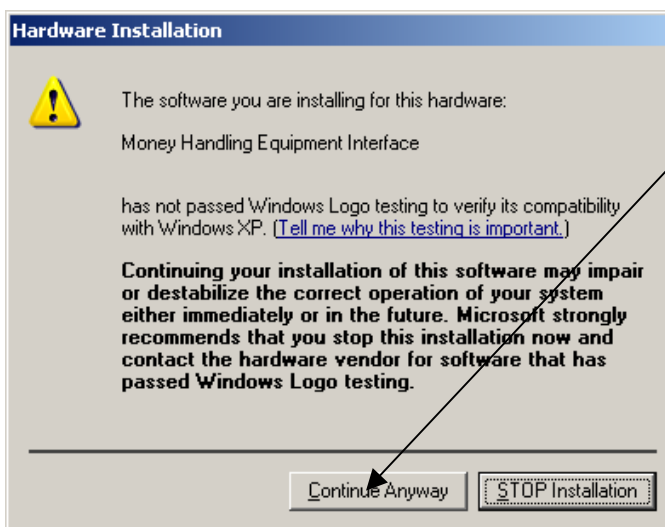 Hardware Installation
The software you are installing for this hardware:
Money Handling Equipment Interface
has not passed Windows Logo testing to verify its compatibility
with Windows XP. (Tell me why this testing is important.)
Continuing your installation of this software may impair
or destabilize the correct operation of your system
either immediately or in the future. Microsoft strongly
recommends that you stop this installation now and
contact the hardware vendor for software that has
passed Windows Logo testing.
Continue Anyway
STOP Installation